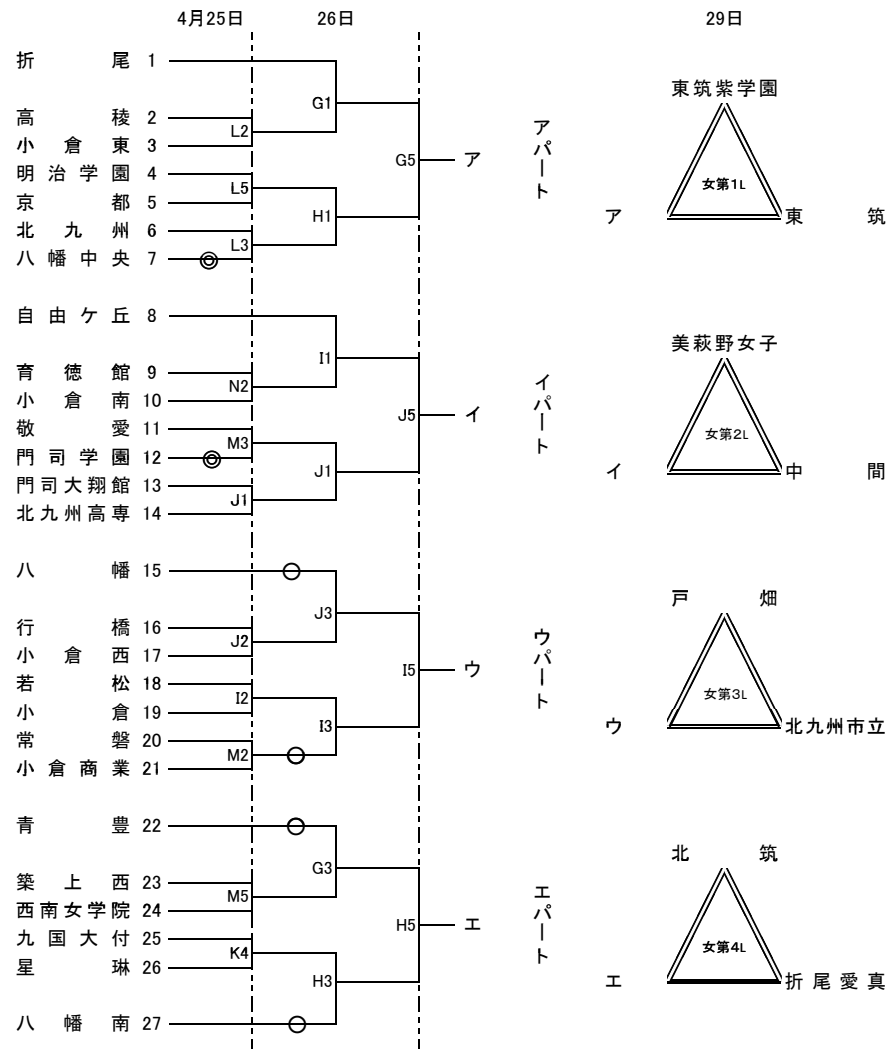 4月25日 26日 29日
折尾 1
G1
高稜 2
L2
小倉東 3
明治学園 4
L5
京都 5
H1
北九州 6
L3
八幡中央 7
G5
ア
アパート
東筑紫学園
女第1L
ア 東筑
自由ケ丘 8
I1
育徳館 9
N2
小倉南 10
敬愛 11
M3
門司学園 12
J1
門司大翔館 13
J1
北九州高専 14
J5
イ
イパート
美萩野女子
女第2L
イ 中間
八幡 15
J3
行橋 16
J2
小倉西 17
若松 18
I2
小倉 19
I3
常磐 20
M2
小倉商業 21
I5
ウ
ウパート
戸畑
女第3L
ウ 北九州市立
青豊 22
G3
築上西 23
M5
西南女学院 24
九国大付 25
K4
星琳 26
H3
八幡南 27
H5
エ
エパート
北筑
女第4L
エ 折尾愛真